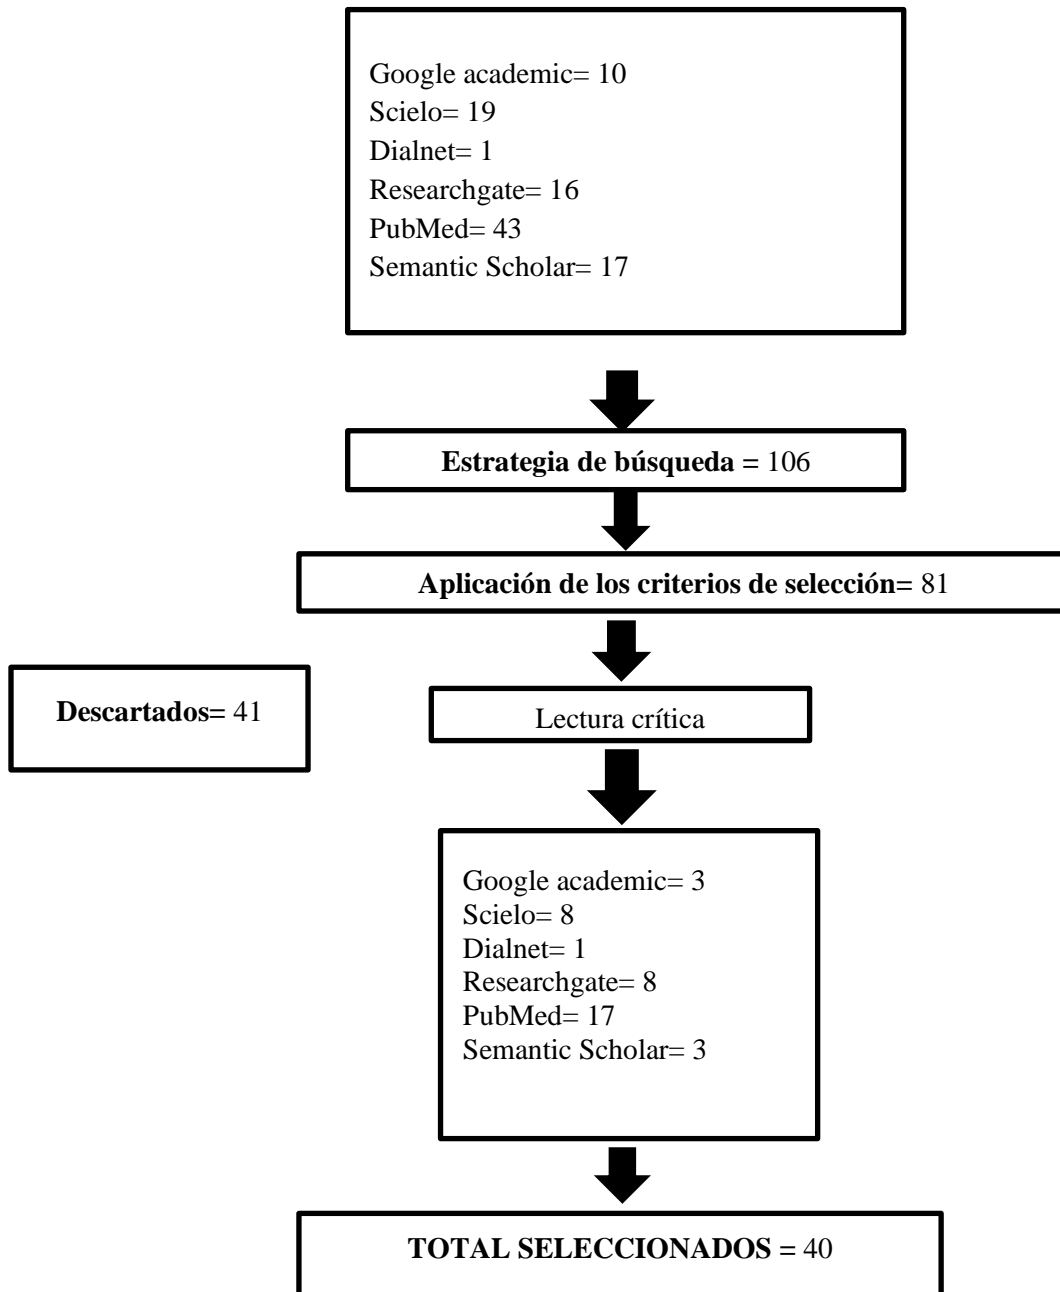 Google academic= 10
Scielo= 19
Dialnet= 1
Researchgate= 16
PubMed= 43
Semantic Scholar= 17
Estrategia de búsqueda = 106
Aplicación de los criterios de selección= 81
Descartados= 41
Lectura crítica
Google academic= 3
Scielo= 8
Dialnet= 1
Researchgate= 8
PubMed= 17
Semantic Scholar= 3
TOTAL SELECCIONADOS = 40